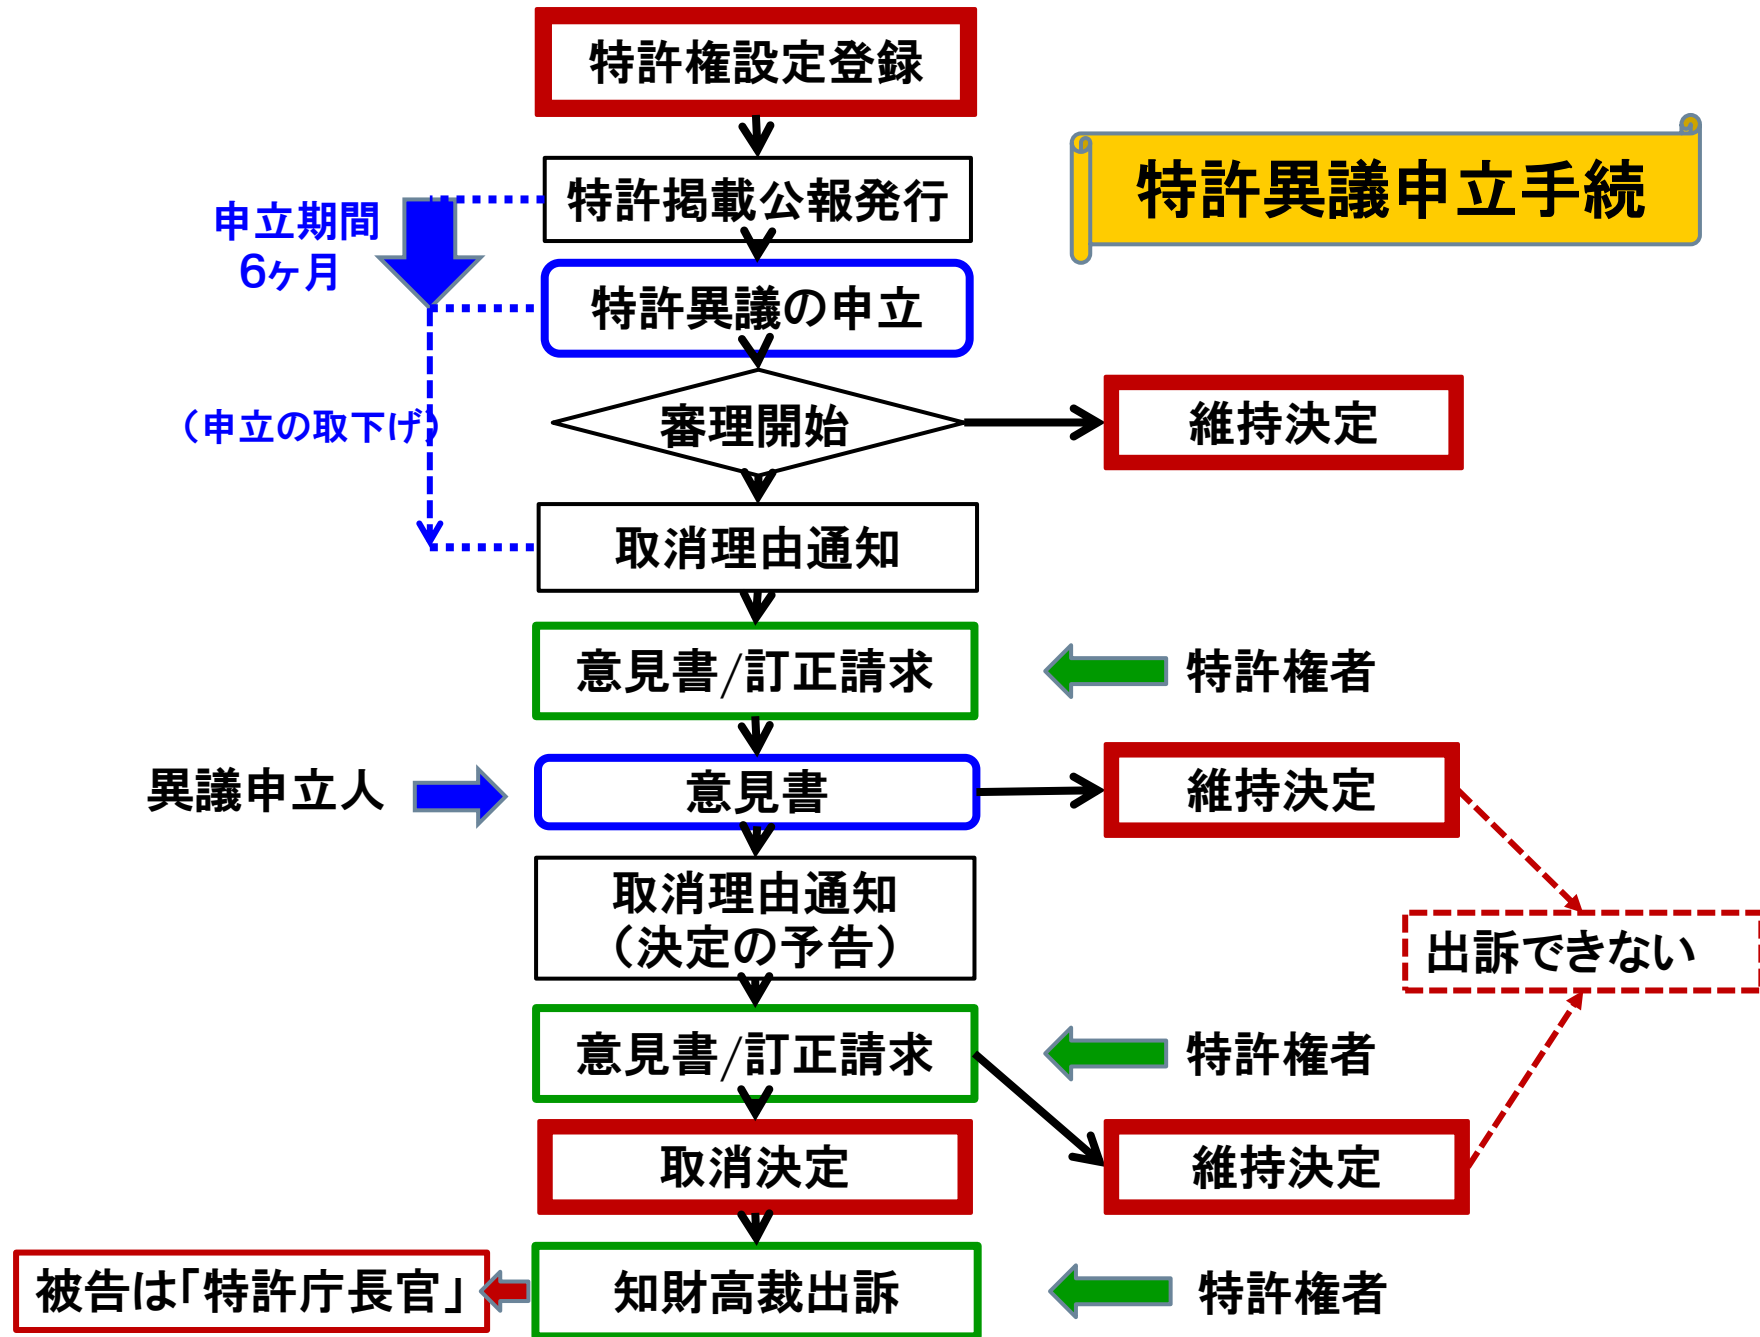 特許権設定登録
特許異議申立手続
特許掲載公報発行
申立期間
6ヶ月
特許異議の申立
(申立の取下げ)
審理開始
維持決定
取消理由通知
意見書/訂正請求
特許権者
異議申立人
意見書
維持決定
取消理由通知
(決定の予告)
出訴できない
意見書/訂正請求
特許権者
取消決定
維持決定
被告は「特許庁長官」
知財高裁出訴
特許権者